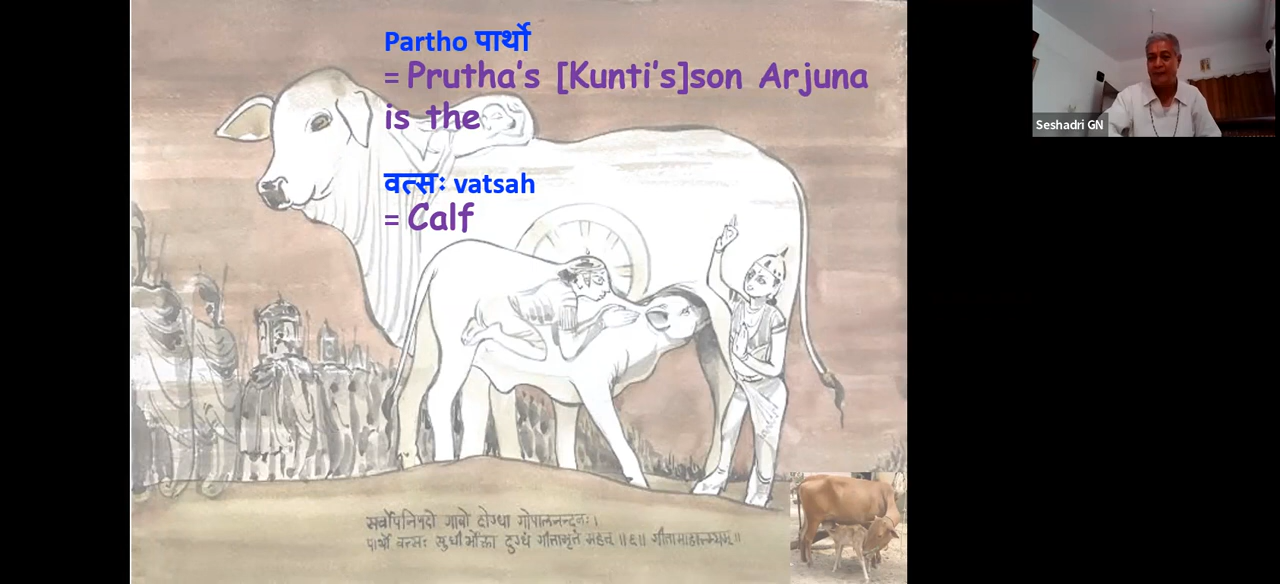 Partho पार्थो
= Prutha's [Kunti's]son Arjuna
is the
वत्सः vatsah
= Calf
Seshadri GN
सर्वोपनिषदो गावो दोग्धा गोपालनन्दनः।
पार्थो वत्सः सुधीर्भोक्ता दुग्धं गीतामृतं महत् ॥६॥ गीतामाहात्म्यम् ॥